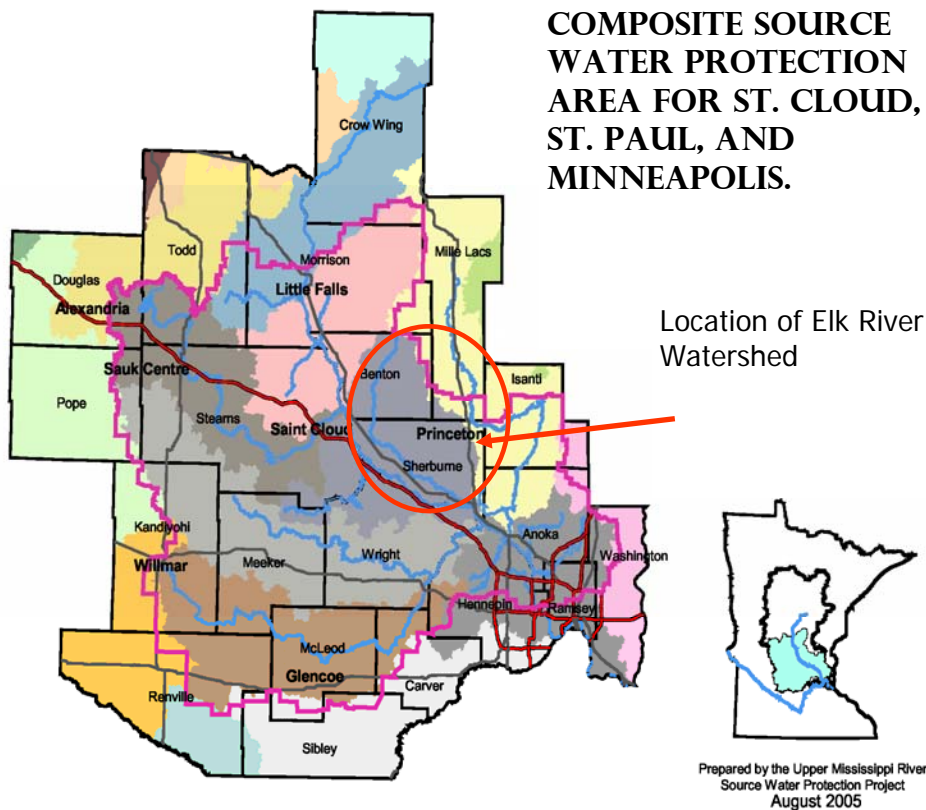 COMPOSITE SOURCE
WATER PROTECTION
AREA FOR ST. CLOUD,
ST. PAUL, AND
MINNEAPOLIS.
Crow Wing
Todd
Morrison
Mille Lacs
Little Falls
Douglas
Alexandria
Location of Elk River
Watershed
Sauk Centre
Benton
Isanti
Pope
Stearns
Saint Cloud
Princeton
Sherburne
Kandiyohi
Anoka
Washington
Wright
Willmar
Meeker
Hennepin
Ramsey
McLeod
Glencoe
Carver
Renville
Sibley
Prepared by the Upper Mississippi River
Source Water Protection Project
August 2005